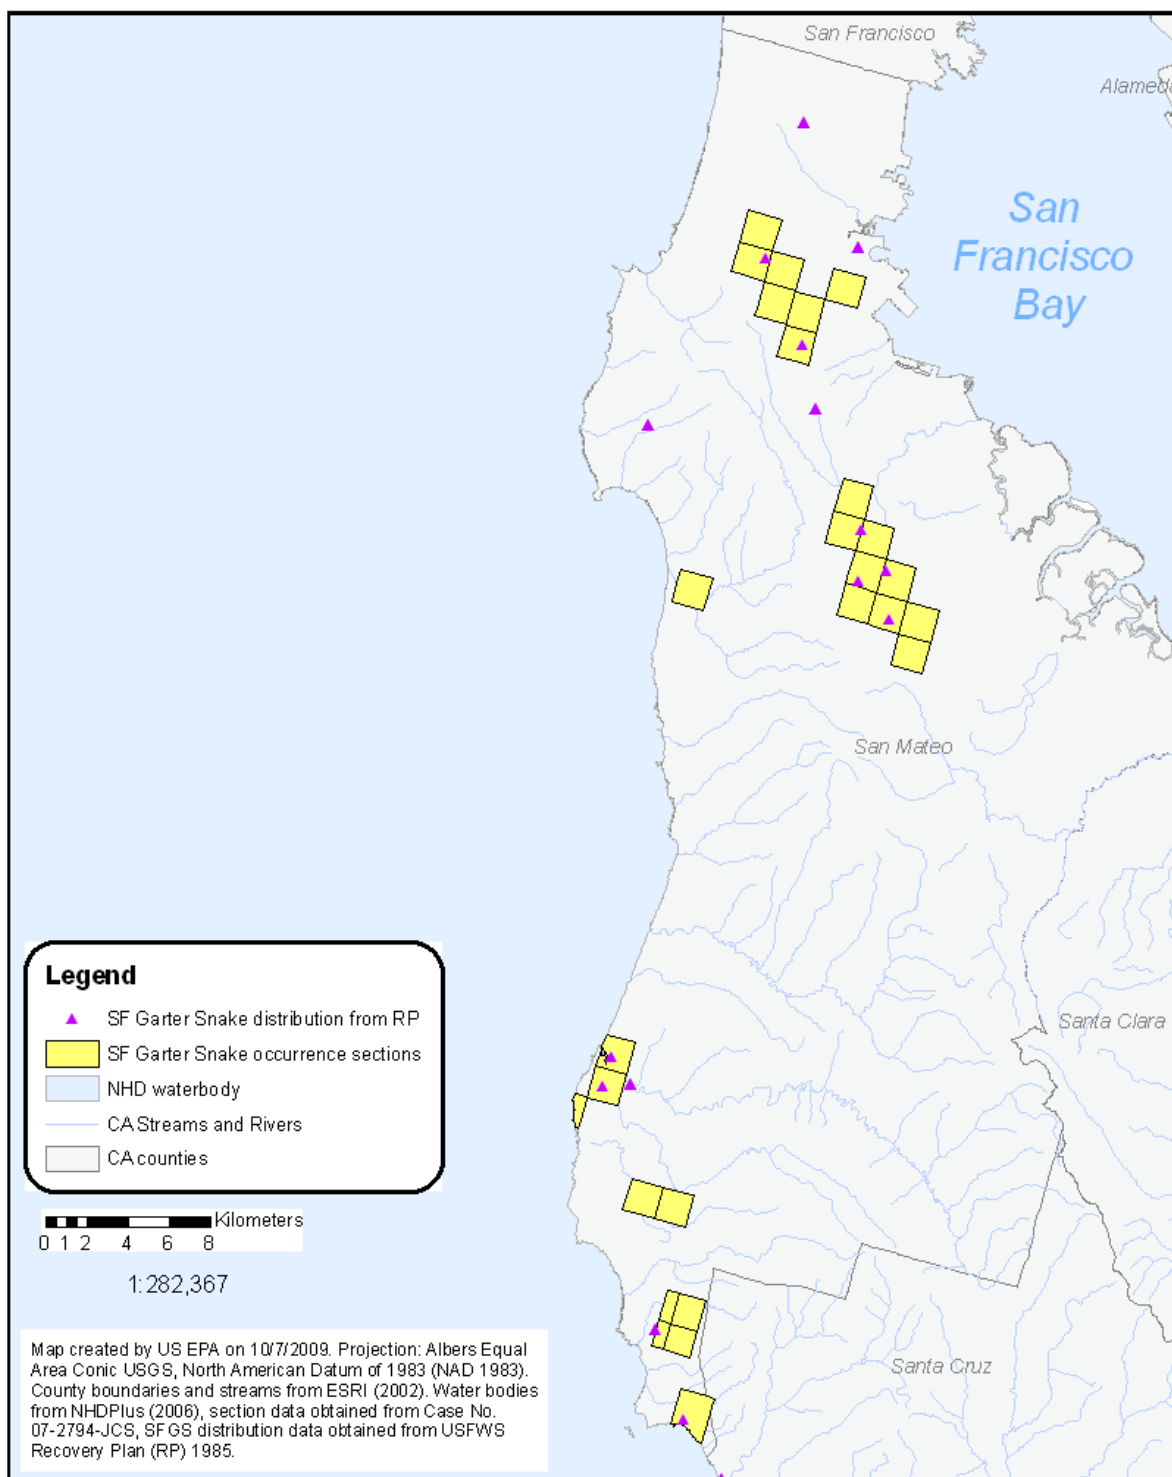 San Francisco
Alameda
San
Francisco
Bay
San Mateo
Legend
SF Garter Snake distribution from RP
SF Garter Snake occurrence sections
NHD waterbody
CA Streams and Rivers
CA counties
Santa Clara
Kilometers
0 1 2 4 6 8
1:282,367
Map created by US EPA on 10/7/2009. Projection: Albers Equal
Area Conic USGS, North American Datum of 1983 (NAD 1983).
County boundaries and streams from ESRI (2002). Water bodies
from NHDPlus (2006), section data obtained from Case No.
07-2794-JCS, SFGS distribution data obtained from USFWS
Recovery Plan (RP) 1985.
Santa Cruz